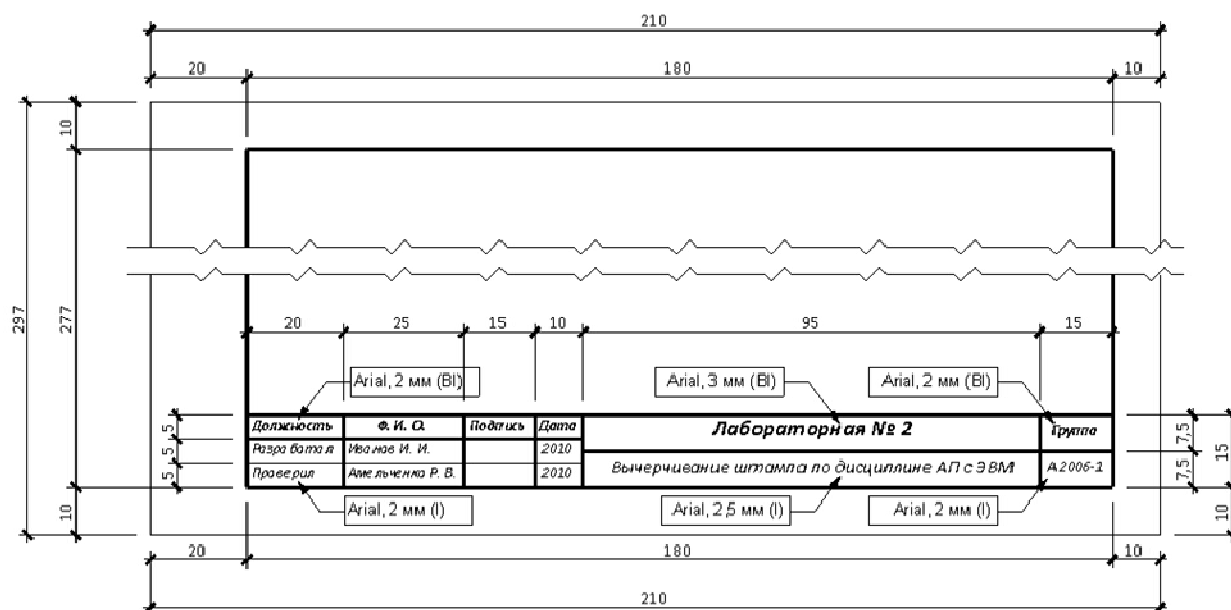 210
20 180 10
10
297
277
20 25 15 10 95 15
Arial, 2 мм (BI) Arial, 3 мм (BI) Arial, 2 мм (BI)
Должность Ф. И. О. Подпись Дата Лабораторная № 2 Группа
5 7,5
Разработал Иванов И. И. 2010
5 15
Проверил Амельченко Р. В. 2010 Вычерчивание штампа по дисциплине АП с ЭВМ А2006-1
5 7,5
Arial, 2 мм (I) Arial, 2,5 мм (I) Arial, 2 мм (I)
10 10
20 180 10
210